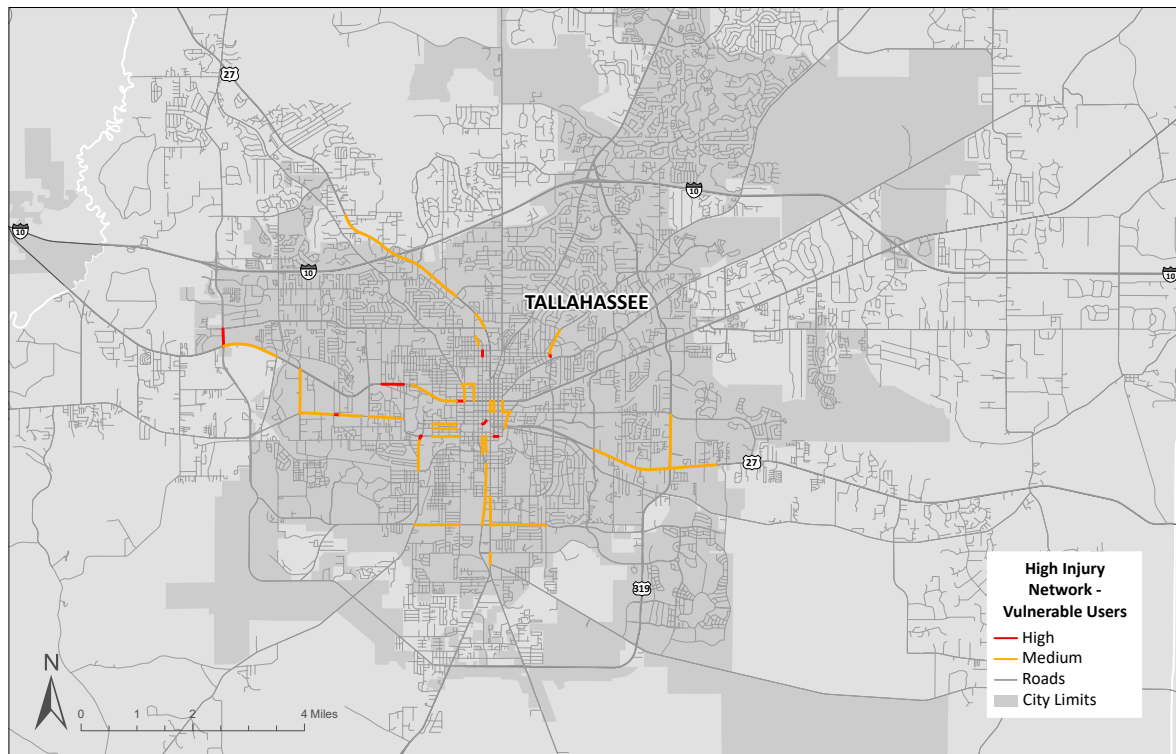 27
10
10
10
10
TALLAHASSEE
27
319
High Injury
Network -
Vulnerable Users
High
Medium
Roads
City Limits
N
0 1 2 4 Miles